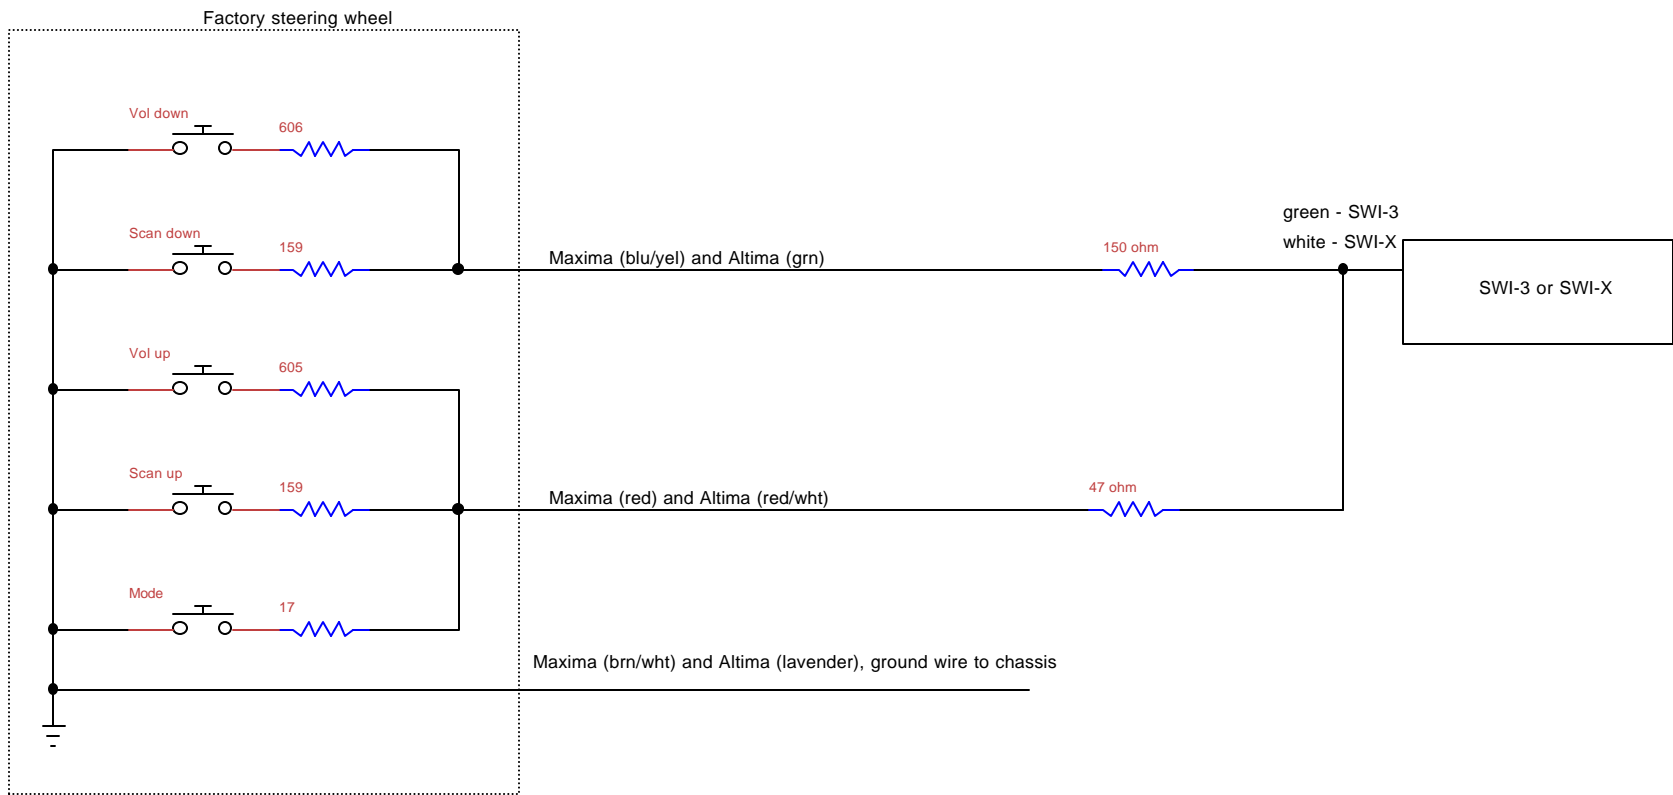 Factory steering wheel
Vol down
606
green - SWI-3
Scan down
159
Maxima (blu/yel) and Altima (grn)
150 ohm
white - SWI-X
SWI-3 or SWI-X
Vol up
605
Scan up
159
Maxima (red) and Altima (red/wht)
47 ohm
Mode
17
Maxima (brn/wht) and Altima (lavender), ground wire to chassis